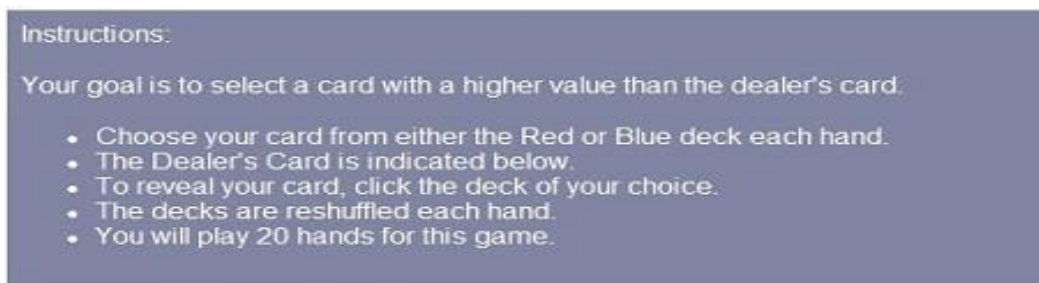 Instructions:
Your goal is to select a card with a higher value than the dealer's card.
• Choose your card from either the Red or Blue deck each hand.
• The Dealer's Card is indicated below.
• To reveal your card, click the deck of your choice.
• The decks are reshuffled each hand.
• You will play 20 hands for this game.